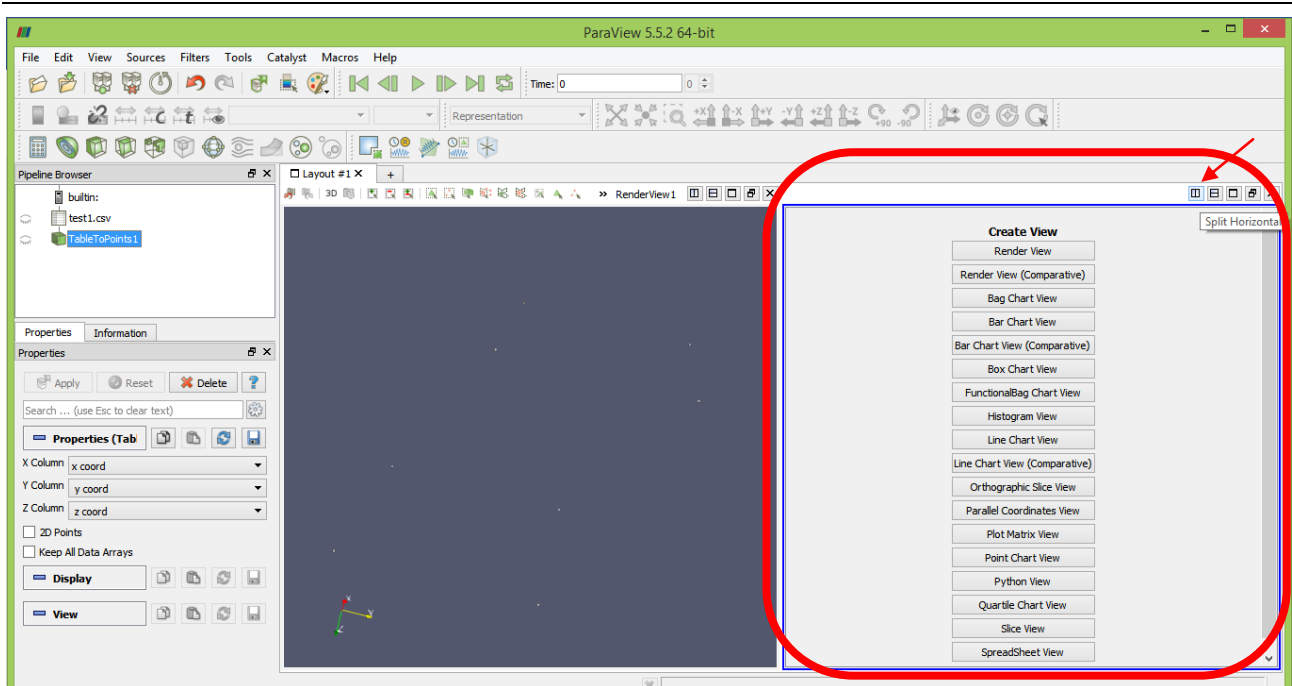 ParaView 5.5.2 64-bit
File Edit View Sources Filters Tools Catalyst Macros Help
Time: 0 0
Representation
+X -X +Y -Y +Z -Z +90 -90
Pipeline Browser
Layout #1 +
builtin:
3D
RenderView1
test1.csv
TableToPoints1
Split Horizontal
Create View
Render View
Render View (Comparative)
Bag Chart View
Bar Chart View
Bar Chart View (Comparative)
Box Chart View
FunctionalBag Chart View
Histogram View
Line Chart View
Line Chart View (Comparative)
Orthographic Slice View
Parallel Coordinates View
Plot Matrix View
Point Chart View
Python View
Quartile Chart View
Slice View
SpreadSheet View
Properties Information
Properties
Apply Reset Delete ?
Search ... (use Esc to clear text)
Properties (Tabl
X Column x coord
Y Column y coord
Z Column z coord
2D Points
Keep All Data Arrays
Display
View
X Y Z